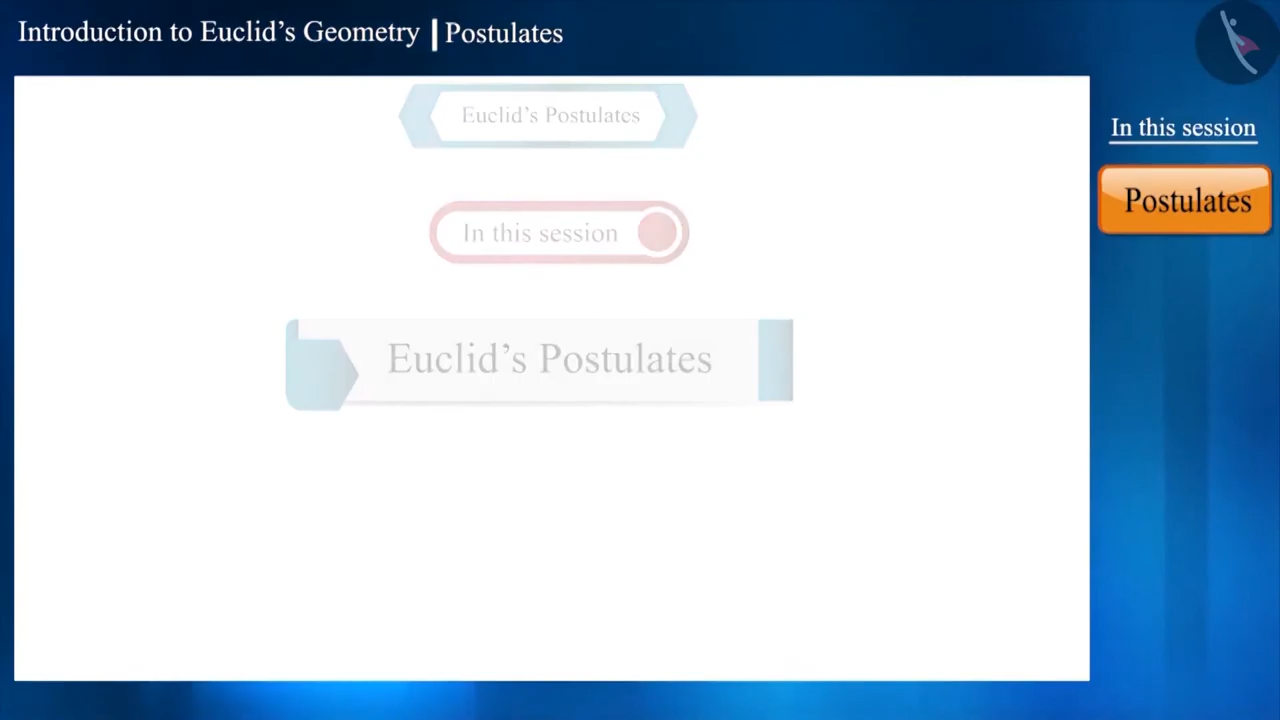 Introduction to Euclid’s Geometry | Postulates
Euclid’s Postulates
In this session
Euclid’s Postulates
In this session
Postulates